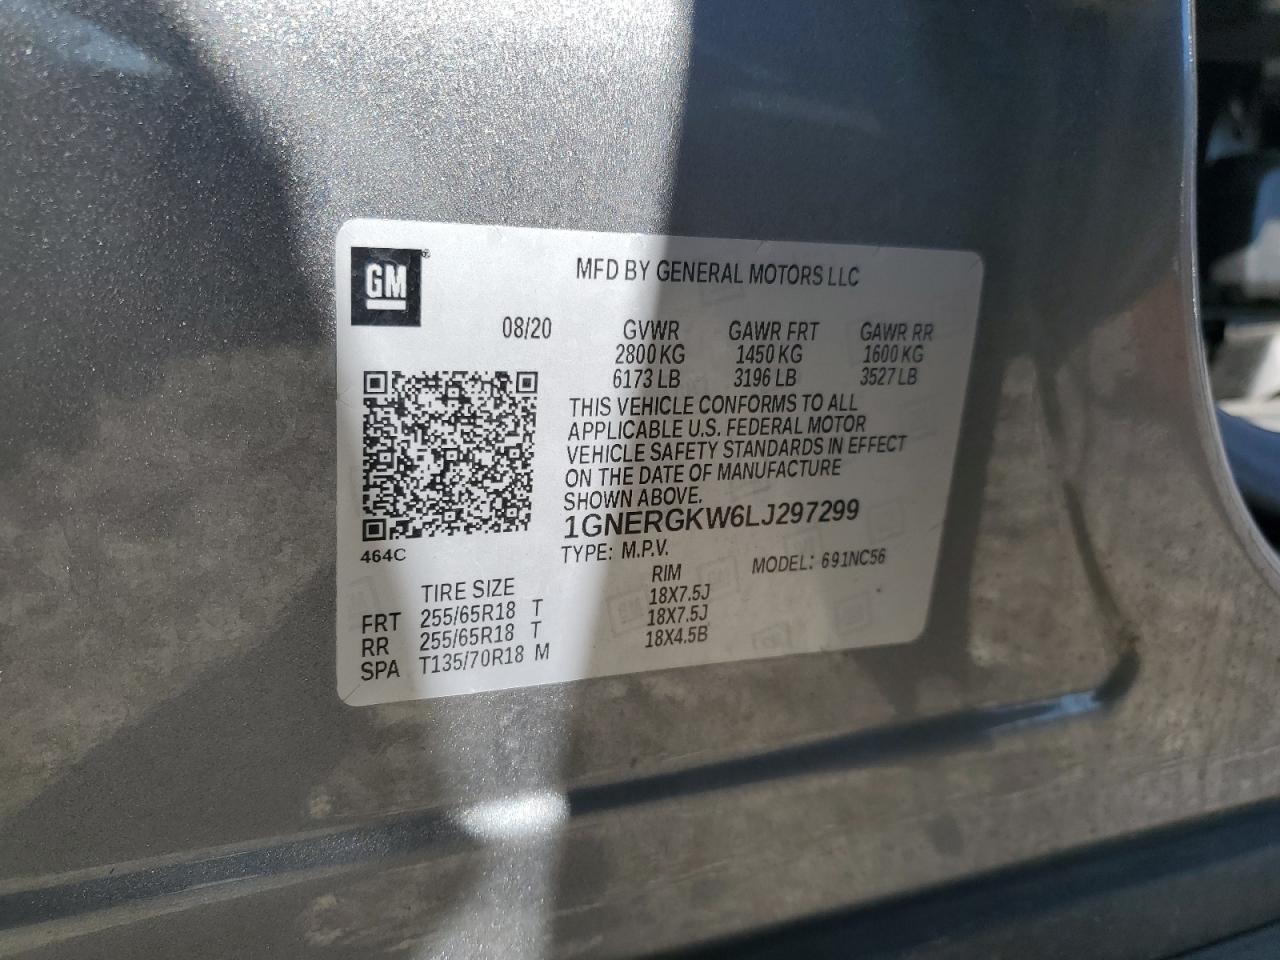 GM®
MFD BY GENERAL MOTORS LLC
08/20 GVWR GAWR FRT GAWR RR
2800 KG 1450 KG 1600 KG
6173 LB 3196 LB 3527 LB
THIS VEHICLE CONFORMS TO ALL
APPLICABLE U.S. FEDERAL MOTOR
VEHICLE SAFETY STANDARDS IN EFFECT
ON THE DATE OF MANUFACTURE
SHOWN ABOVE.
1GNERGKW6LJ297299
464C
TYPE: M.P.V. MODEL: 691NC56
TIRE SIZE RIM
FRT 255/65R18 T 18X7.5J
RR 255/65R18 T 18X7.5J
SPA T135/70R18 M 18X4.5B